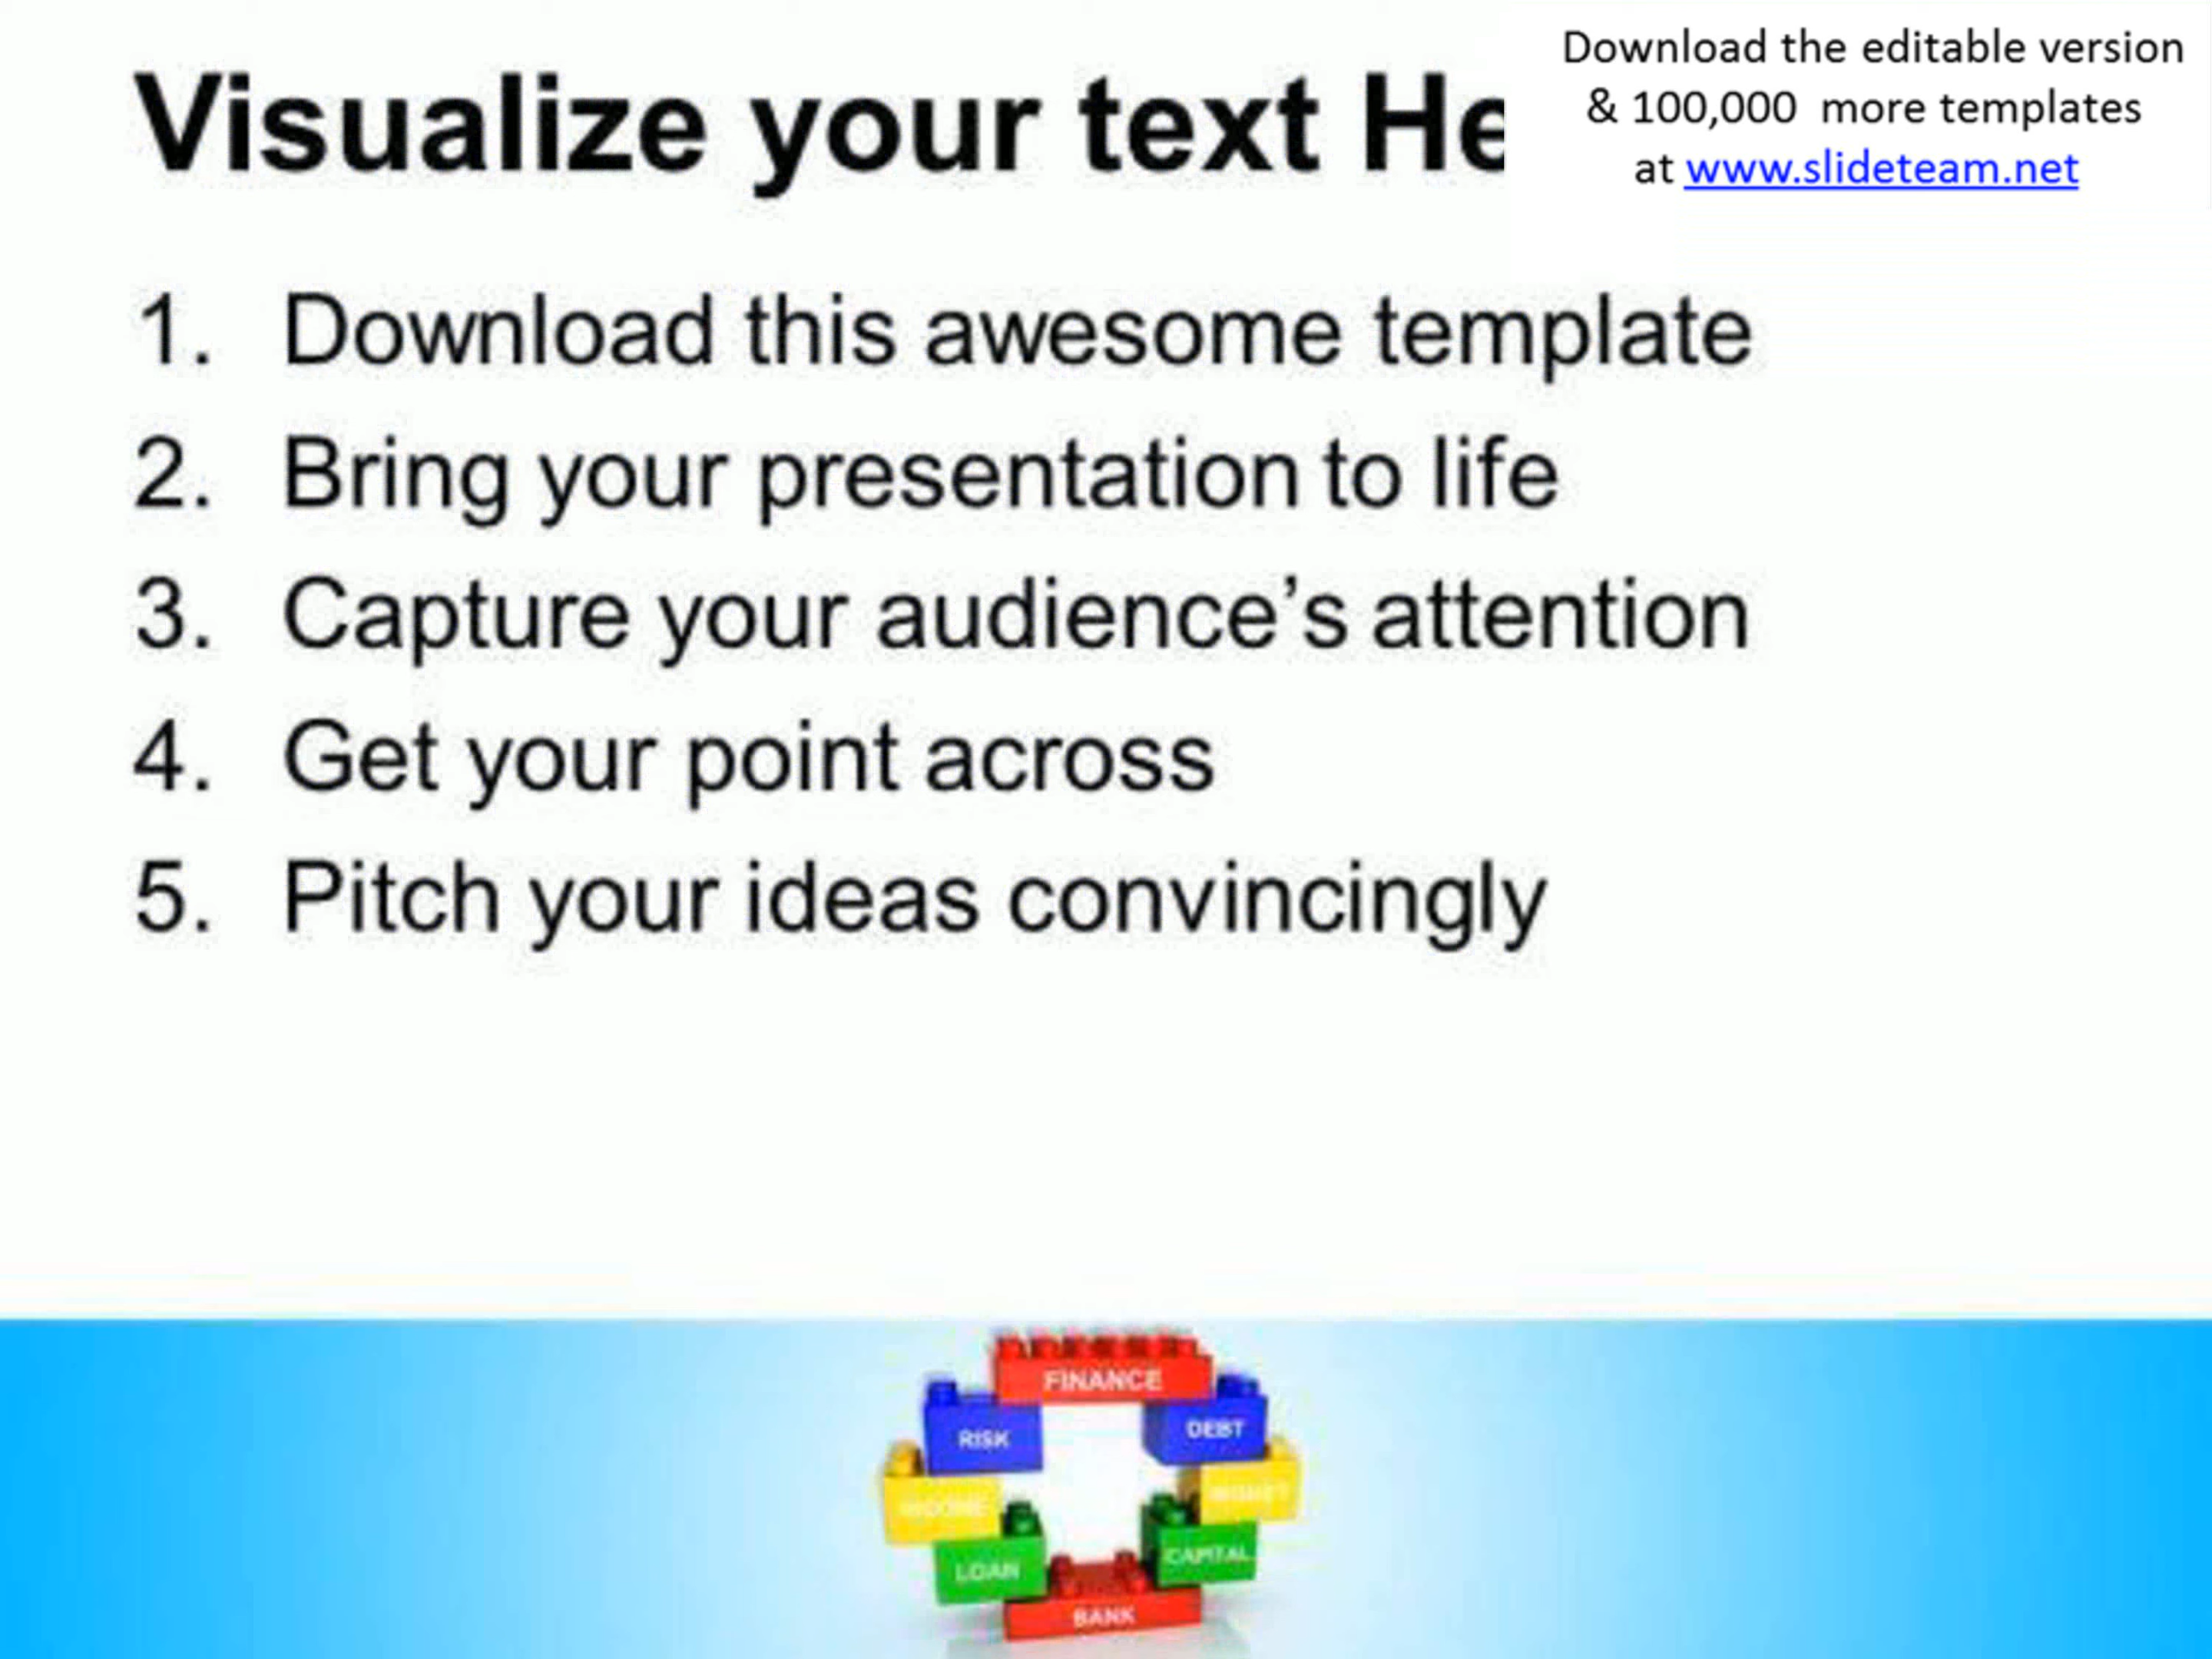 Visualize your text He
Download the editable version
& 100,000 more templates
at www.slideteam.net
1. Download this awesome template
2. Bring your presentation to life
3. Capture your audience’s attention
4. Get your point across
5. Pitch your ideas convincingly
FINANCE
RISK
DEBT
INCOME
MONEY
LOAN
CAPITAL
BANK